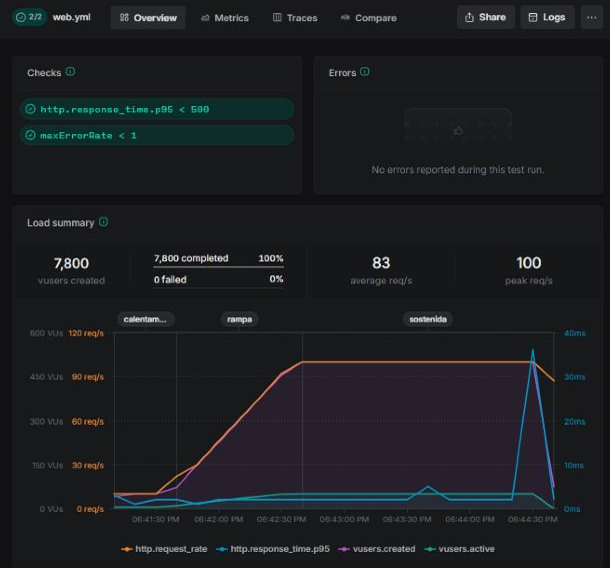 2/2 web.yml Overview Metrics Traces Compare Share Logs ...
Checks
http.response_time.p95 < 500
maxErrorRate < 1
Errors
No errors reported during this test run.
Load summary
7,800
vusers created
7,800 completed 100%
0 failed 0%
83
average req/s
100
peak req/s
calentam... rampa sostenida
600 VUs 120 req/s 40ms
450 VUs 90 req/s 30ms
300 VUs 60 req/s 20ms
150 VUs 30 req/s 10ms
0 VUs 0 req/s 0ms
06:41:30 PM 06:42:00 PM 06:42:30 PM 06:43:00 PM 06:43:30 PM 06:44:00 PM 06:44:30 PM
http.request_rate http.response_time.p95 vusers.created vusers.active